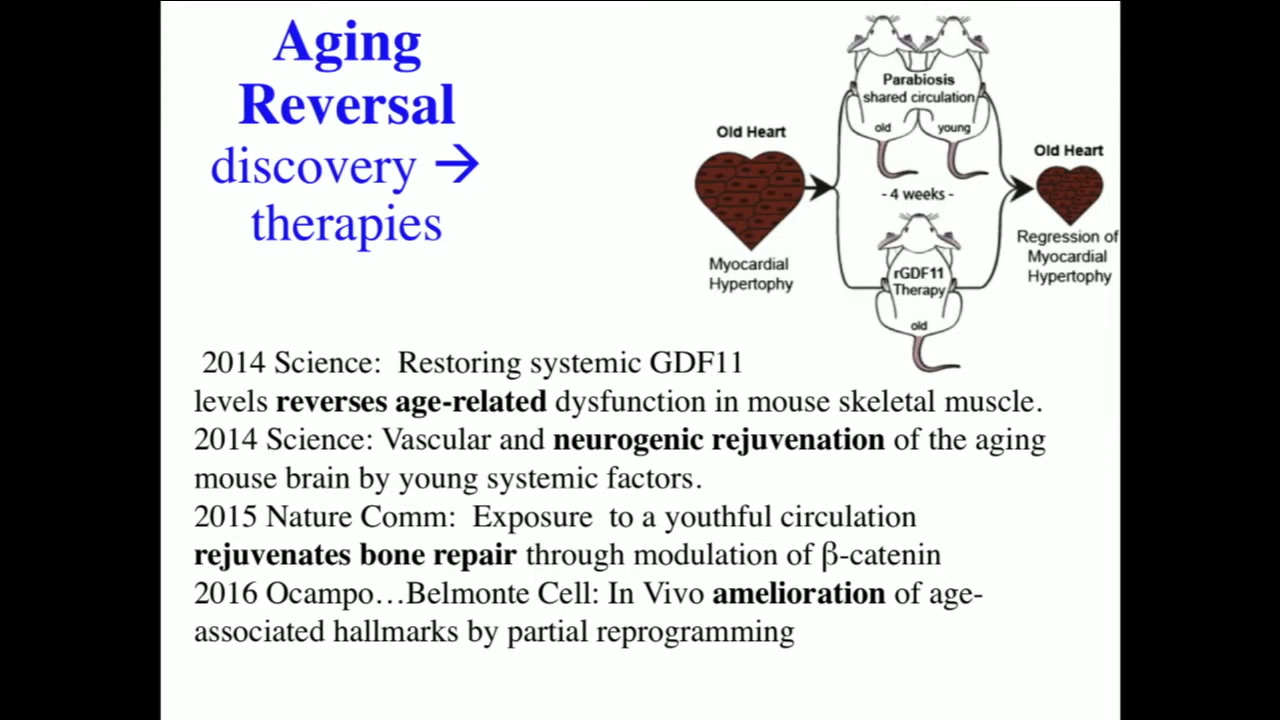 Aging
Reversal
discovery →
therapies
Parabiosis
shared circulation
old
young
Old Heart
Myocardial
Hypertophy
- 4 weeks -
rGDF11
Therapy
old
Old Heart
Regression of
Myocardial
Hypertophy
2014 Science: Restoring systemic GDF11
levels reverses age-related dysfunction in mouse skeletal muscle.
2014 Science: Vascular and neurogenic rejuvenation of the aging
mouse brain by young systemic factors.
2015 Nature Comm: Exposure to a youthful circulation
rejuvenates bone repair through modulation of β-catenin
2016 Ocampo…Belmonte Cell: In Vivo amelioration of age-
associated hallmarks by partial reprogramming